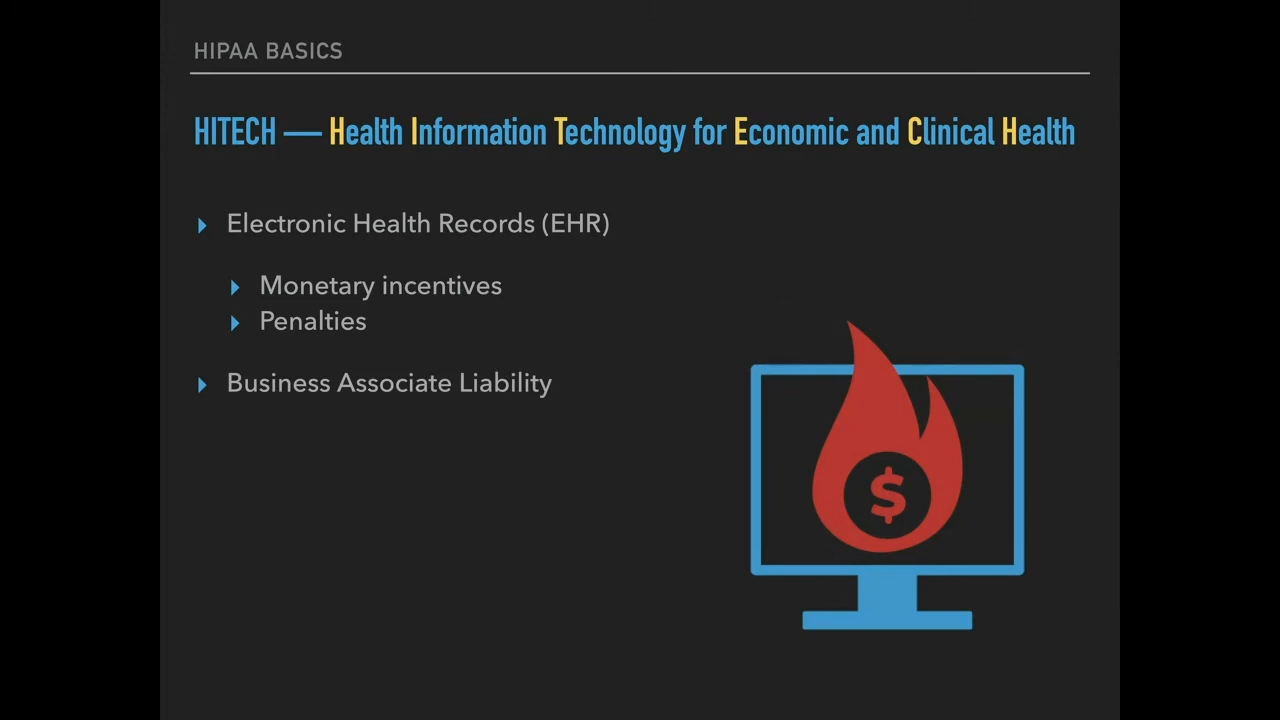 HIPAA BASICS
HITECH — Health Information Technology for Economic and Clinical Health
Electronic Health Records (EHR)
Monetary incentives
Penalties
Business Associate Liability
$